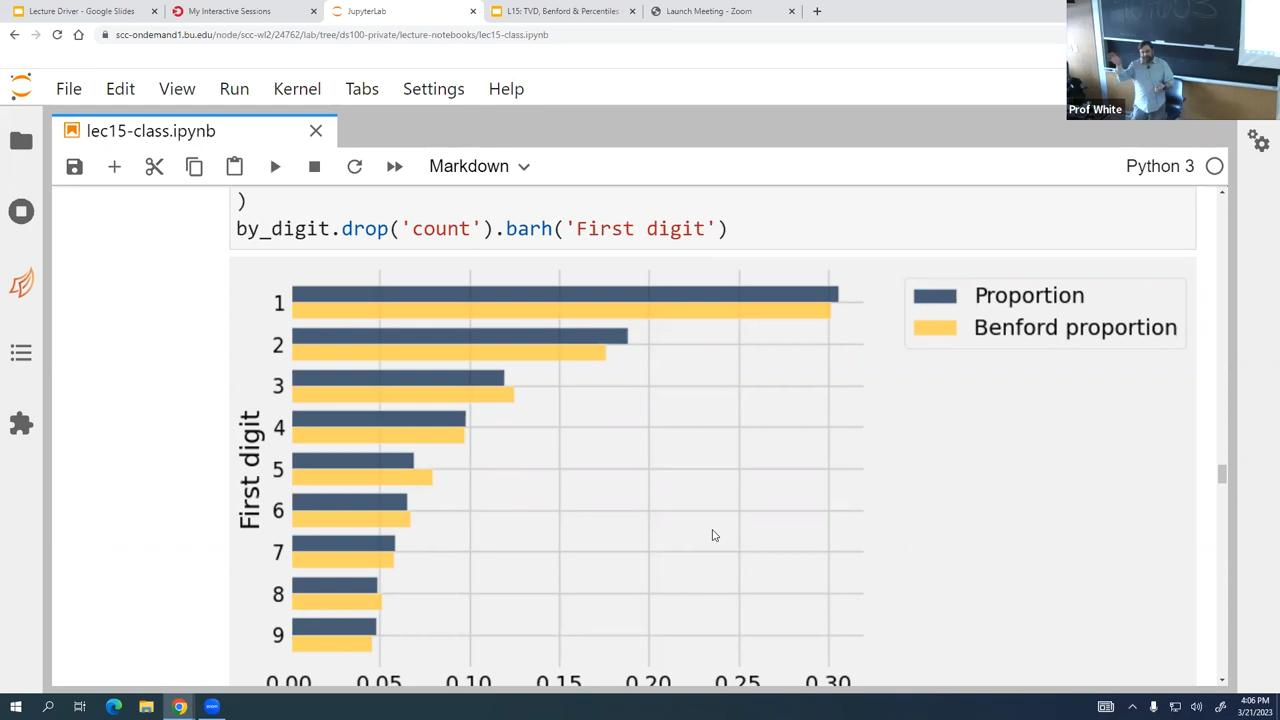 Lecture Driver - Google Slides
My Interactive Sessions
JupyterLab
L15: TVD, Benford & Percentiles
Launch Meeting - Zoom
scc-ondemand1.bu.edu/node/scc-wl2/24762/lab/tree/ds100-private/lecture-notebooks/lec15-class.ipynb
File Edit View Run Kernel Tabs Settings Help
Prof White
lec15-class.ipynb
Markdown
Python 3
)
by_digit.drop('count').barh('First digit')
Proportion
Benford proportion
First digit
1
2
3
4
5
6
7
8
9
0.00 0.05 0.10 0.15 0.20 0.25 0.30
4:06 PM
3/21/2023